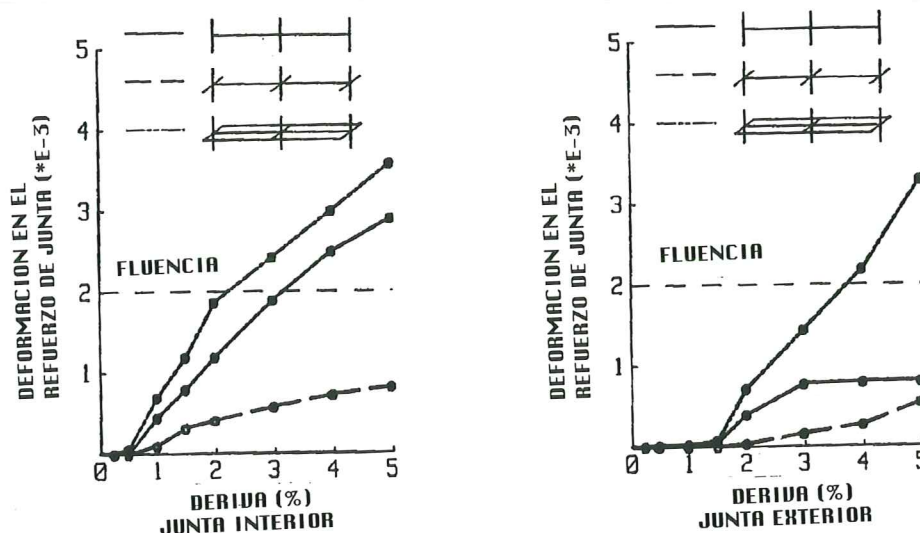 DEFORMACION EN EL
REFUERZO DE JUNTA (*E-3)
5
4
3
2
1
FLUENCIA
0 1 2 3 4 5
DERIVA (%)
JUNTA INTERIOR
DEFORMACION EN EL
REFUERZO DE JUNTA (*E-3)
5
4
3
2
1
FLUENCIA
0 1 2 3 4 5
DERIVA (%)
JUNTA EXTERIOR